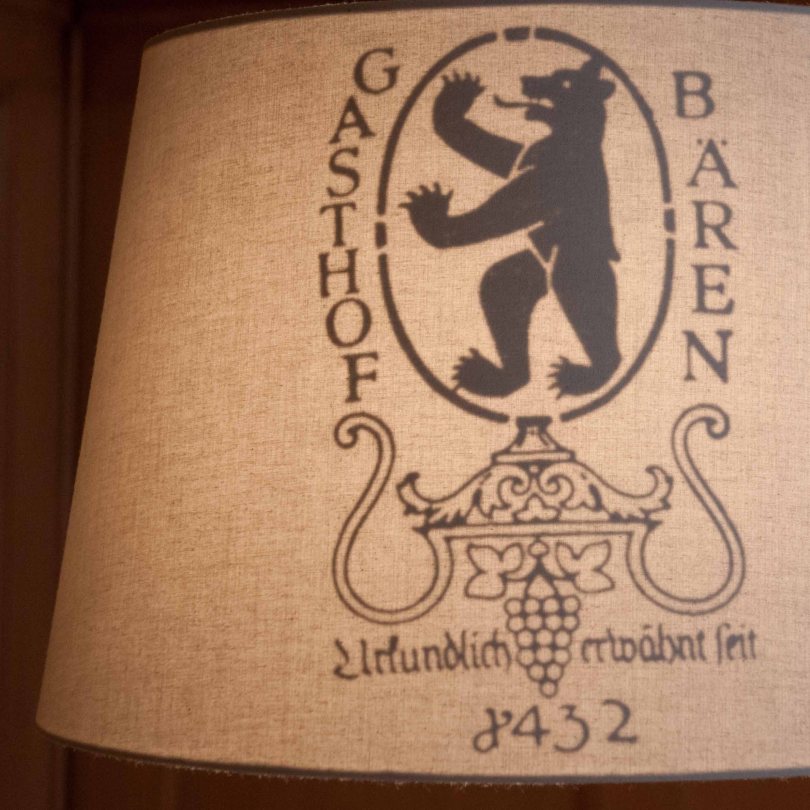 GASTHOF
BÄREN
Urkundlich erwähnt seit
1432